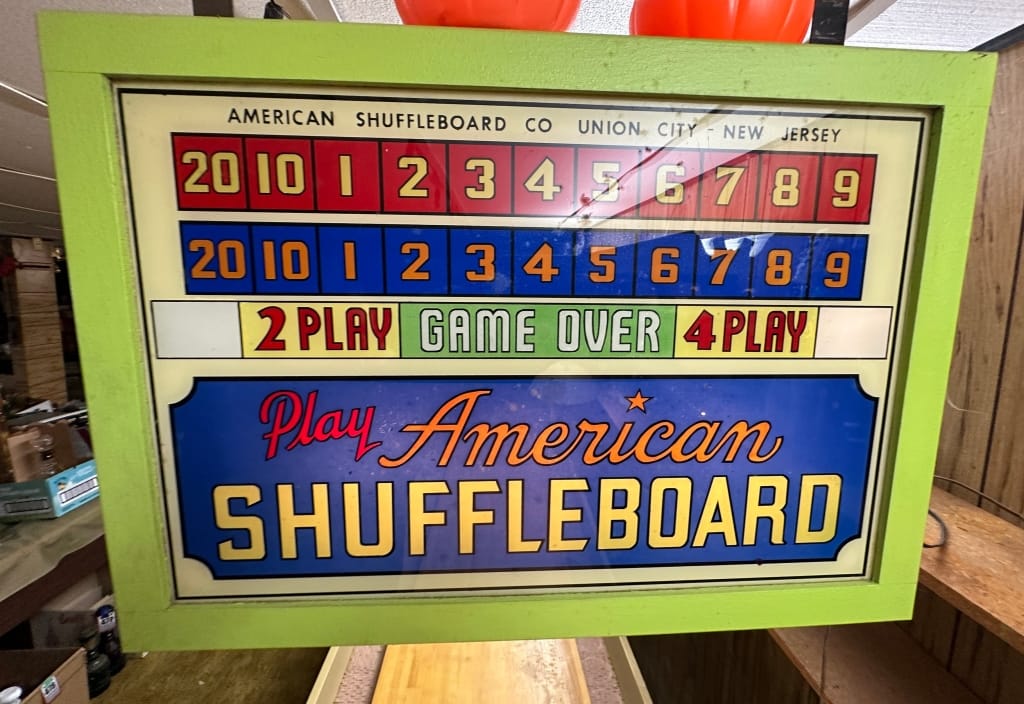 AMERICAN SHUFFLEBOARD CO UNION CITY - NEW JERSEY
20 10 1 2 3 4 5 6 7 8 9
20 10 1 2 3 4 5 6 7 8 9
2 PLAY GAME OVER 4 PLAY
Play American
SHUFFLEBOARD